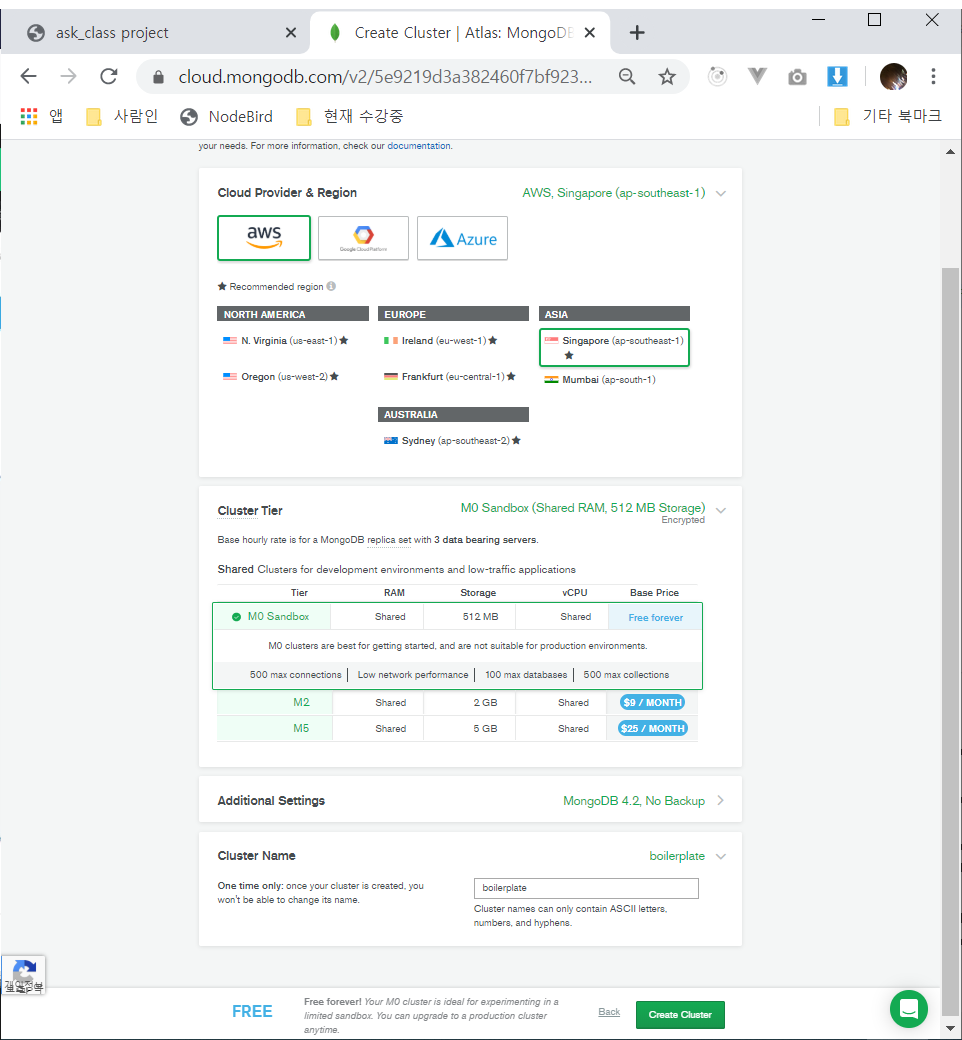 ask_class project
Create Cluster | Atlas: MongoDB
cloud.mongodb.com/v2/5e9219d3a382460f7bf923...
앱 사람인 NodeBird 현재 수강중 기타 북마크
your needs. For more information, check our documentation.
Cloud Provider & Region AWS, Singapore (ap-southeast-1)
aws Google Cloud Platform Azure
Recommended region
NORTH AMERICA EUROPE ASIA
N. Virginia (us-east-1) Ireland (eu-west-1) Singapore (ap-southeast-1)
Oregon (us-west-2) Frankfurt (eu-central-1) Mumbai (ap-south-1)
AUSTRALIA
Sydney (ap-southeast-2)
Cluster Tier M0 Sandbox (Shared RAM, 512 MB Storage)
Encrypted
Base hourly rate is for a MongoDB replica set with 3 data bearing servers.
Shared Clusters for development environments and low-traffic applications
Tier RAM Storage vCPU Base Price
M0 Sandbox Shared 512 MB Shared Free forever
M0 clusters are best for getting started, and are not suitable for production environments.
500 max connections Low network performance 100 max databases 500 max collections
M2 Shared 2 GB Shared $9 / MONTH
M5 Shared 5 GB Shared $25 / MONTH
Additional Settings MongoDB 4.2, No Backup
Cluster Name boilerplate
One time only: once your cluster is created, you
won't be able to change its name.
boilerplate
Cluster names can only contain ASCII letters,
numbers, and hyphens.
FREE
Free forever! Your M0 cluster is ideal for experimenting in a
limited sandbox. You can upgrade to a production cluster
anytime.
Back Create Cluster